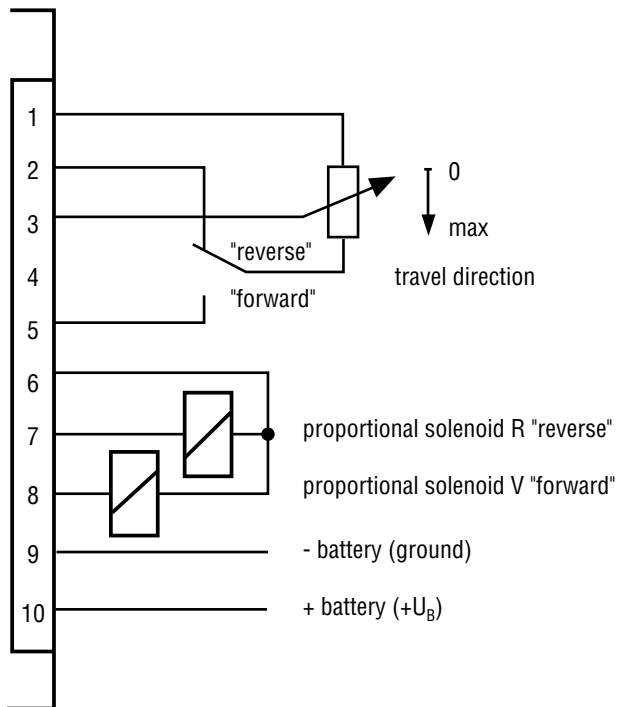 1
2
0
3
max
"reverse"
4
travel direction
"forward"
5
6
7
proportional solenoid R "reverse"
8
proportional solenoid V "forward"
9
- battery (ground)
10
+ battery (+U_B)